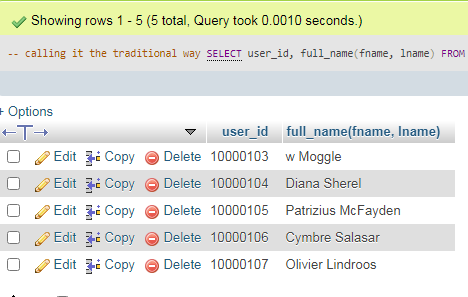 Showing rows 1 - 5 (5 total, Query took 0.0010 seconds.)
-- calling it the traditional way SELECT user_id, full_name(fname, lname) FROM
+ Options
←T→ ▼ user_id full_name(fname, lname)
Edit Copy Delete 10000103 w Moggle
Edit Copy Delete 10000104 Diana Sherel
Edit Copy Delete 10000105 Patrizius McFayden
Edit Copy Delete 10000106 Cymbre Salasar
Edit Copy Delete 10000107 Olivier Lindroos